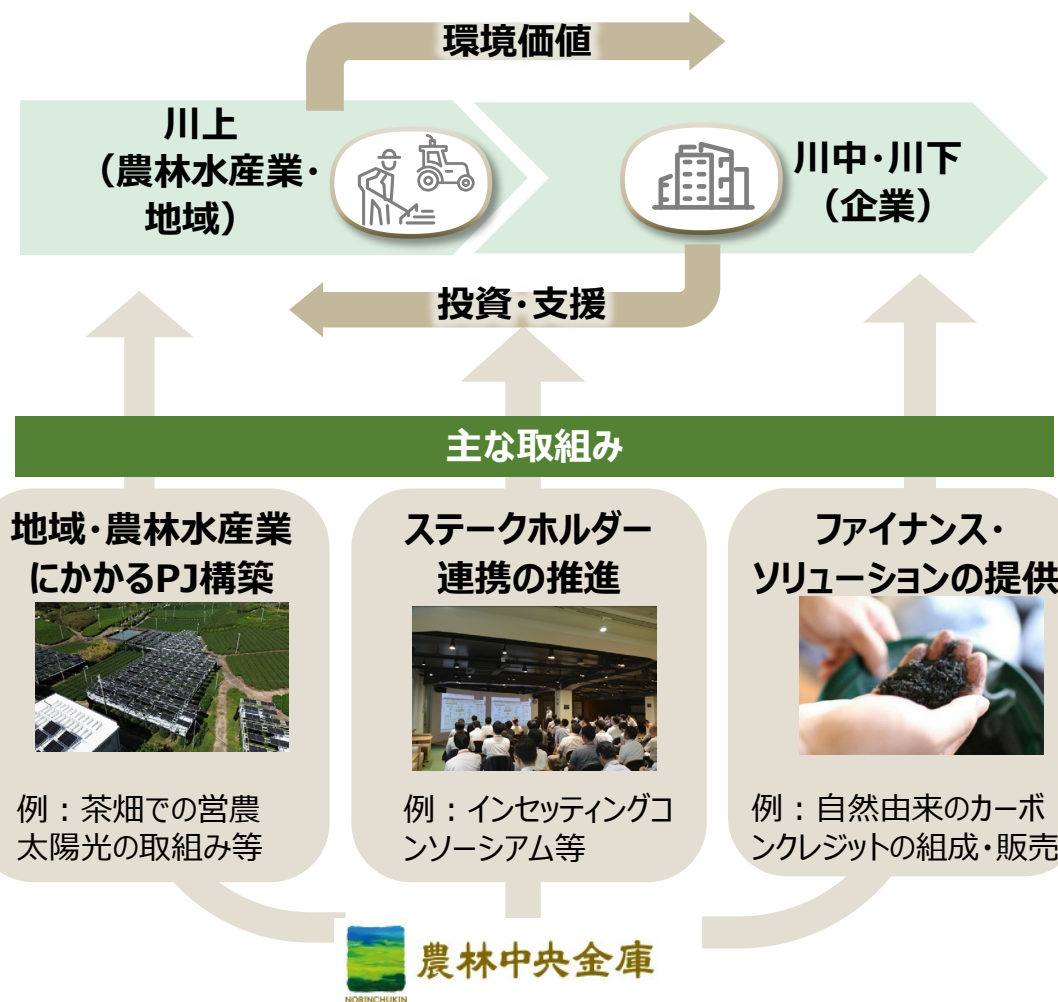 環境価値
川上
（農林水産業・
地域）
川中・川下
（企業）
投資・支援
主な取組み
地域・農林水産業
にかかるPJ構築
例：茶畑での営農
太陽光の取組み等
ステークホルダー
連携の推進
例：インセッティングコ
ンソーシアム等
ファイナンス・
ソリューションの提供
例：自然由来のカーボ
ンクレジットの組成・販売
農林中央金庫
NORINCHUKIN